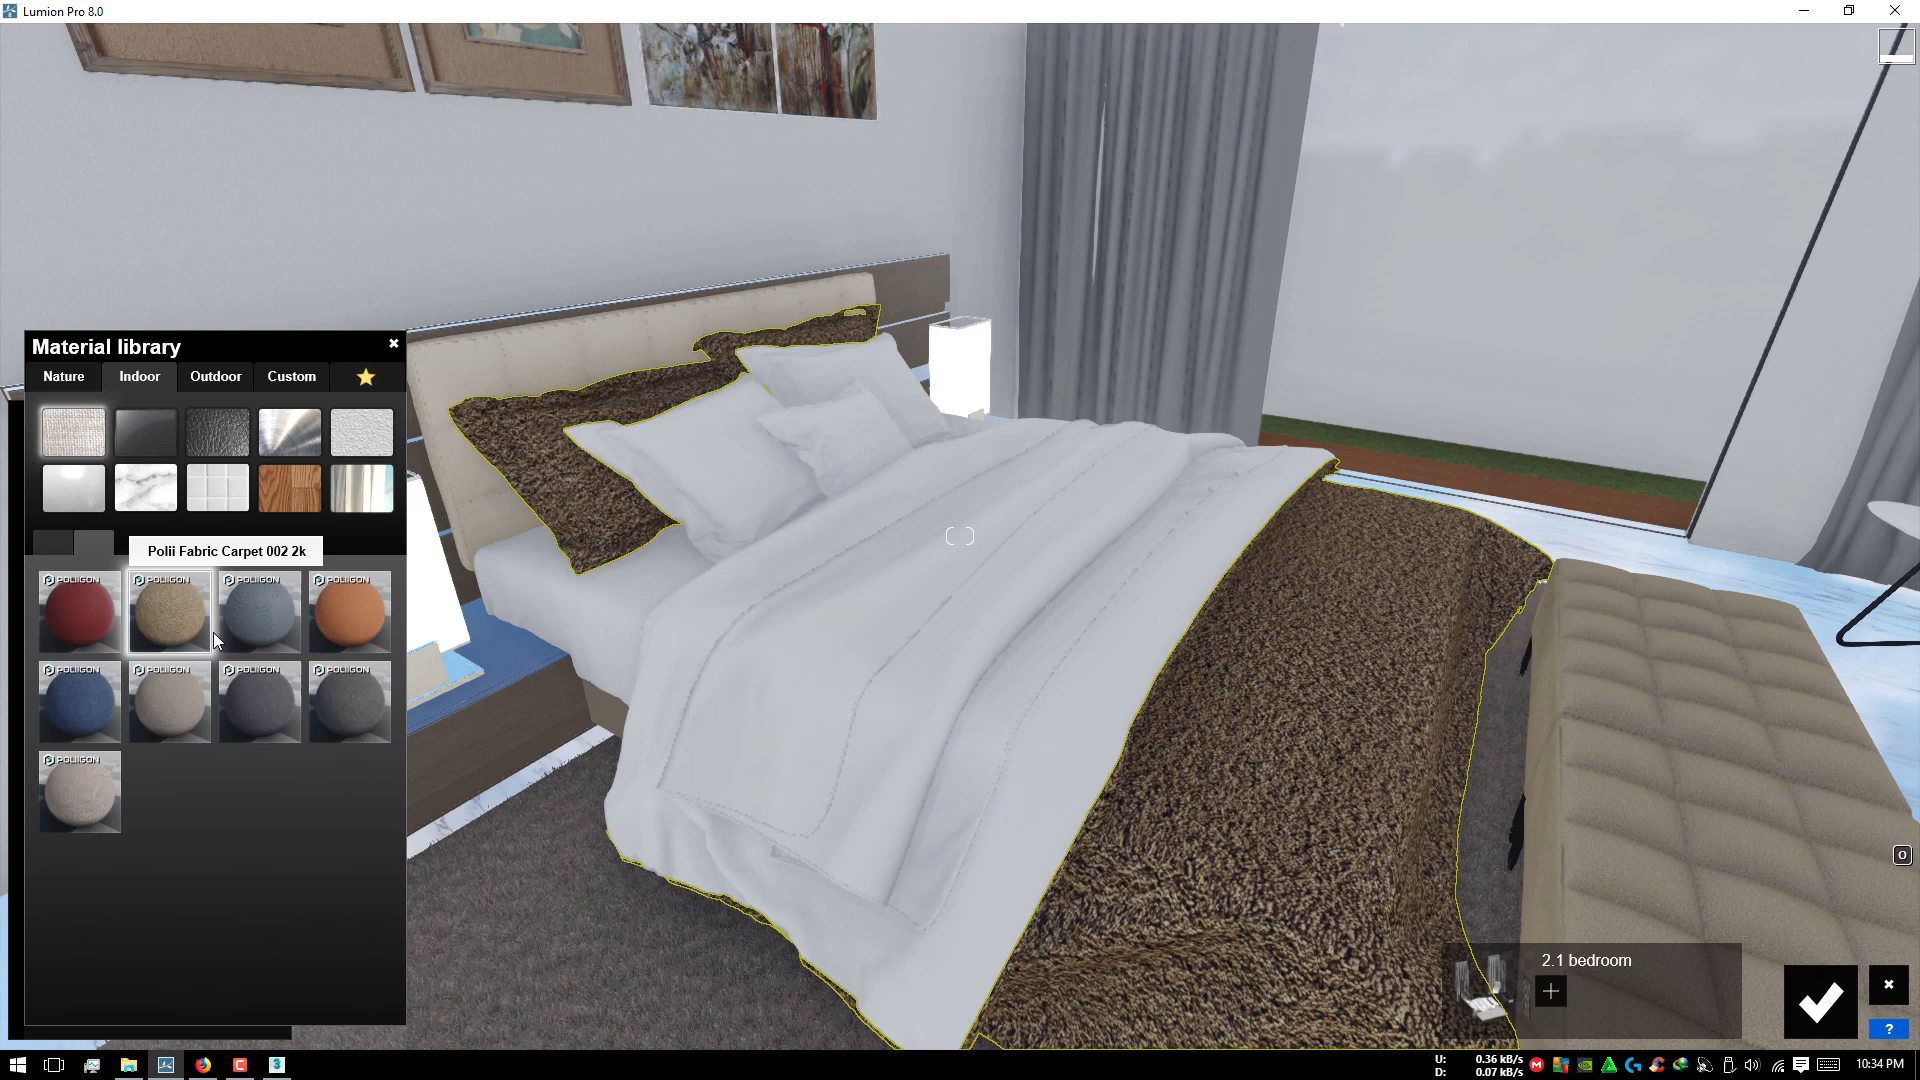 Lumion Pro 8.0
Material library
Nature Indoor Outdoor Custom
Polii Fabric Carpet 002 2k
POLIIGON POLIIGON POLIIGON POLIIGON
POLIIGON POLIIGON POLIIGON POLIIGON
POLIIGON
O
2.1 bedroom
?
U: 0.36 kB/s
D: 0.07 kB/s
10:34 PM